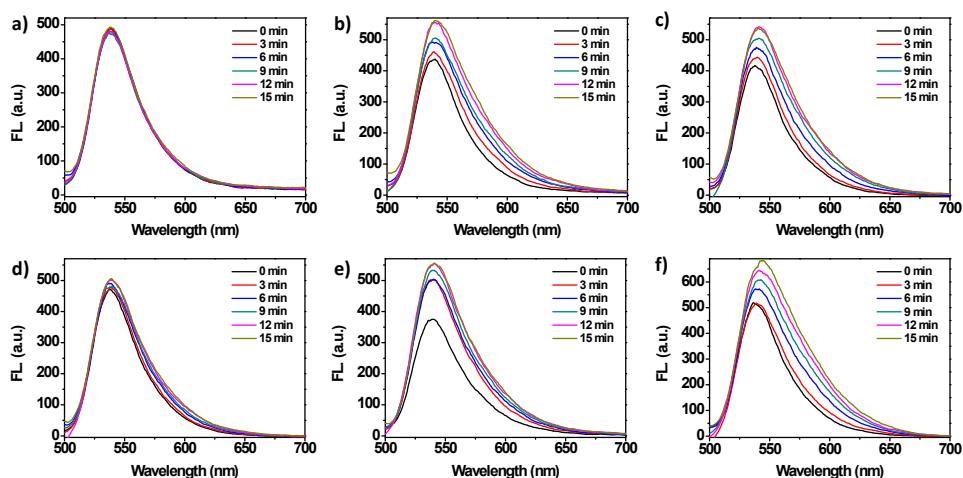 a)
FL (a.u.)
500
400
300
200
100
0
0 min
3 min
6 min
9 min
12 min
15 min
500 550 600 650 700
Wavelength (nm)
b)
FL (a.u.)
500
400
300
200
100
0
0 min
3 min
6 min
9 min
12 min
15 min
500 550 600 650 700
Wavelength (nm)
c)
FL (a.u.)
500
400
300
200
100
0
0 min
3 min
6 min
9 min
12 min
15 min
500 550 600 650 700
Wavelength (nm)
d)
FL (a.u.)
500
400
300
200
100
0
0 min
3 min
6 min
9 min
12 min
15 min
500 550 600 650 700
Wavelength (nm)
e)
FL (a.u.)
500
400
300
200
100
0
0 min
3 min
6 min
9 min
12 min
15 min
500 550 600 650 700
Wavelength (nm)
f)
FL (a.u.)
600
500
400
300
200
100
0
0 min
3 min
6 min
9 min
12 min
15 min
500 550 600 650 700
Wavelength (nm)